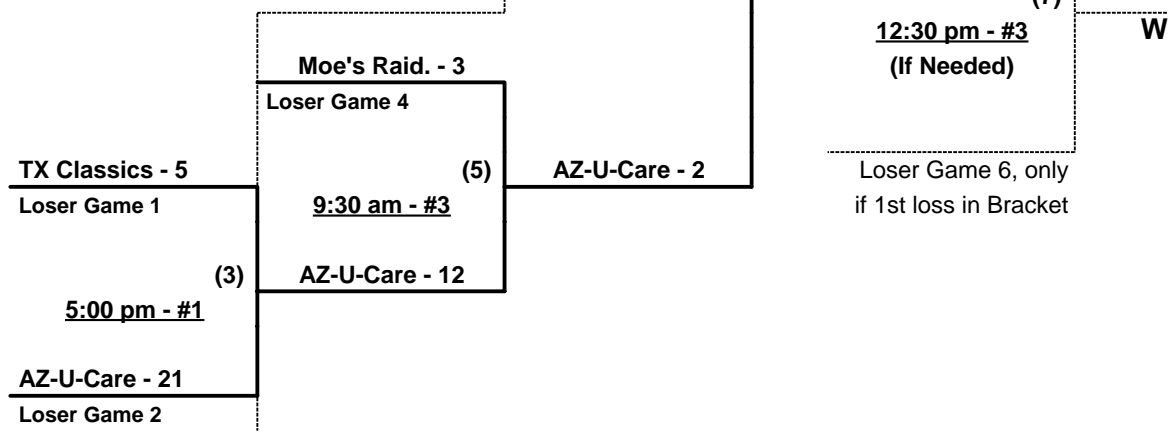 (7)
12:30 pm - #3
W
Moe's Raid. - 3
(If Needed)
Loser Game 4
TX Classics - 5
(5)
AZ-U-Care - 2
Loser Game 6, only
Loser Game 1
9:30 am - #3
if 1st loss in Bracket
(3)
AZ-U-Care - 12
5:00 pm - #1
AZ-U-Care - 21
Loser Game 2